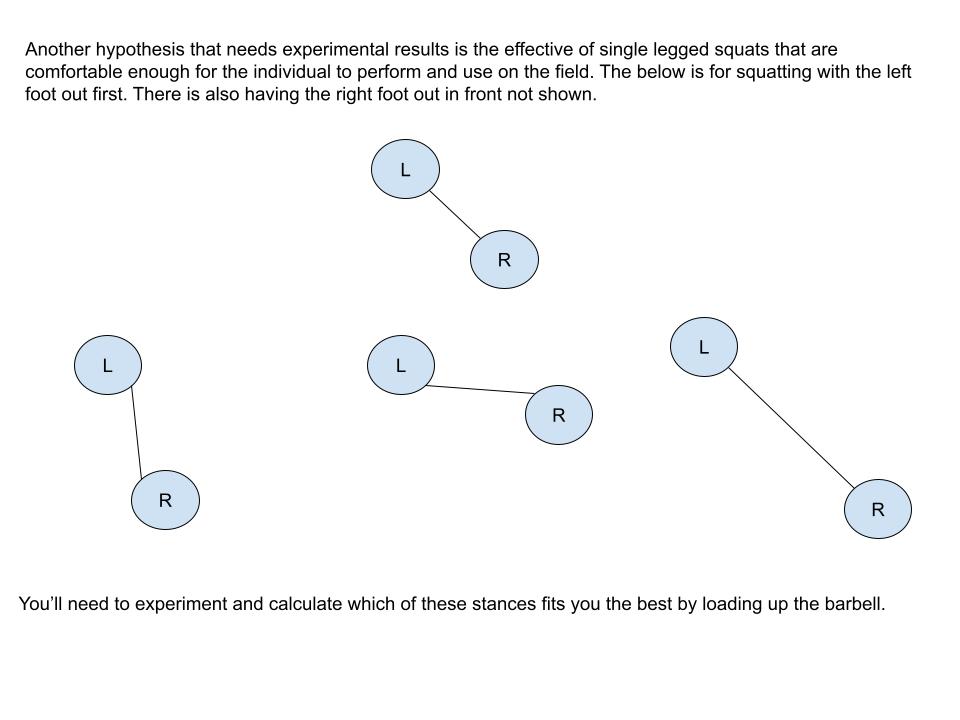 Another hypothesis that needs experimental results is the effective of single legged squats that are
comfortable enough for the individual to perform and use on the field. The below is for squatting with the left
foot out first. There is also having the right foot out in front not shown.
L
R
L
R
L
R
L
R
You'll need to experiment and calculate which of these stances fits you the best by loading up the barbell.